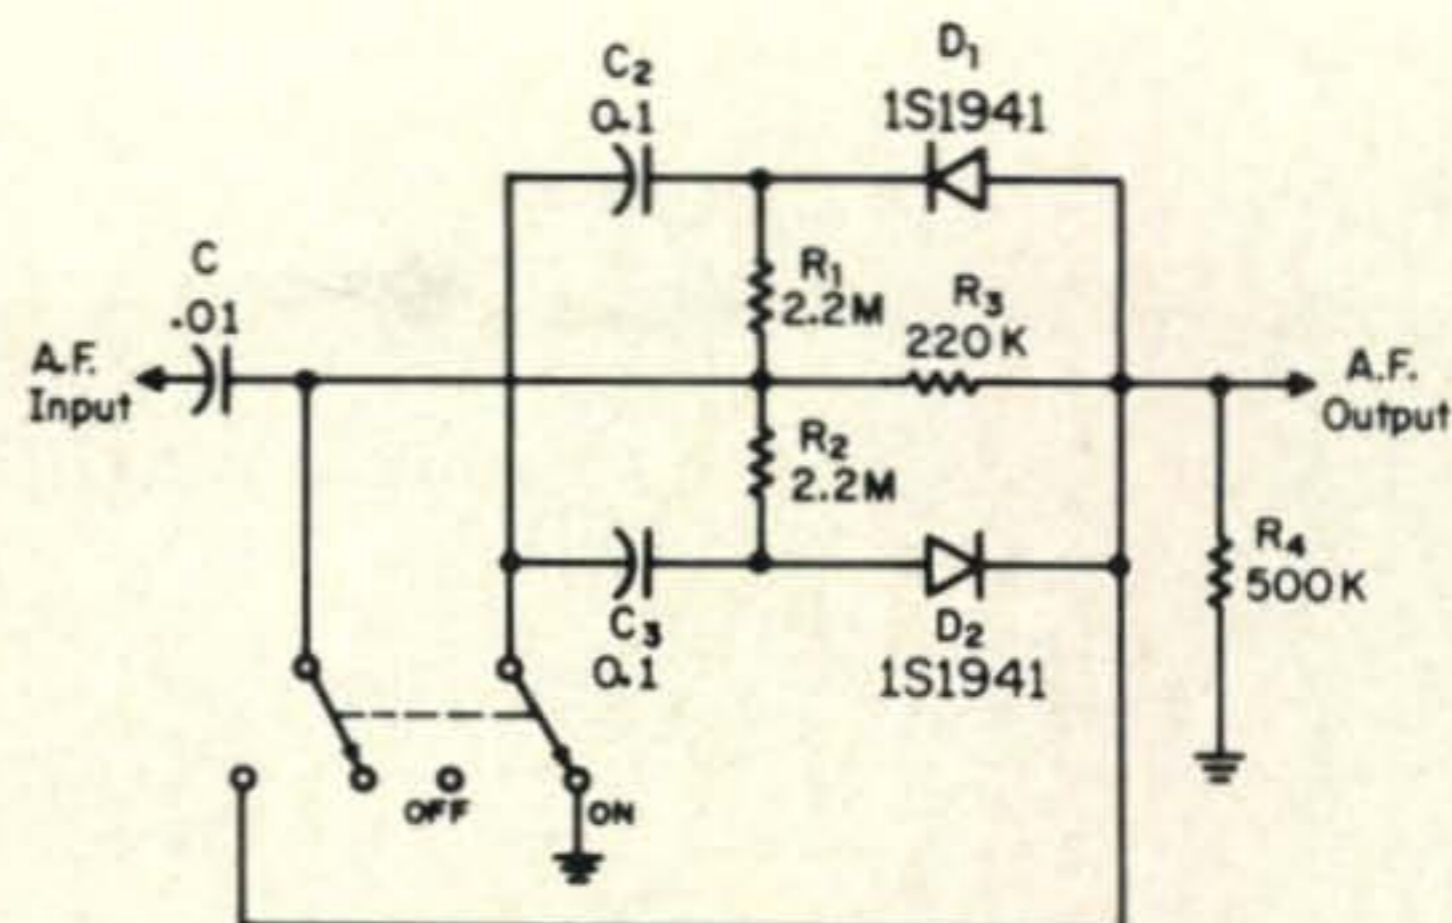 C2
0.1
D1
1S1941
C
.01
R1
2.2M
R3
220K
A.F.
Input
A.F.
Output
R2
2.2M
R4
500K
C3
0.1
D2
1S1941
OFF
ON